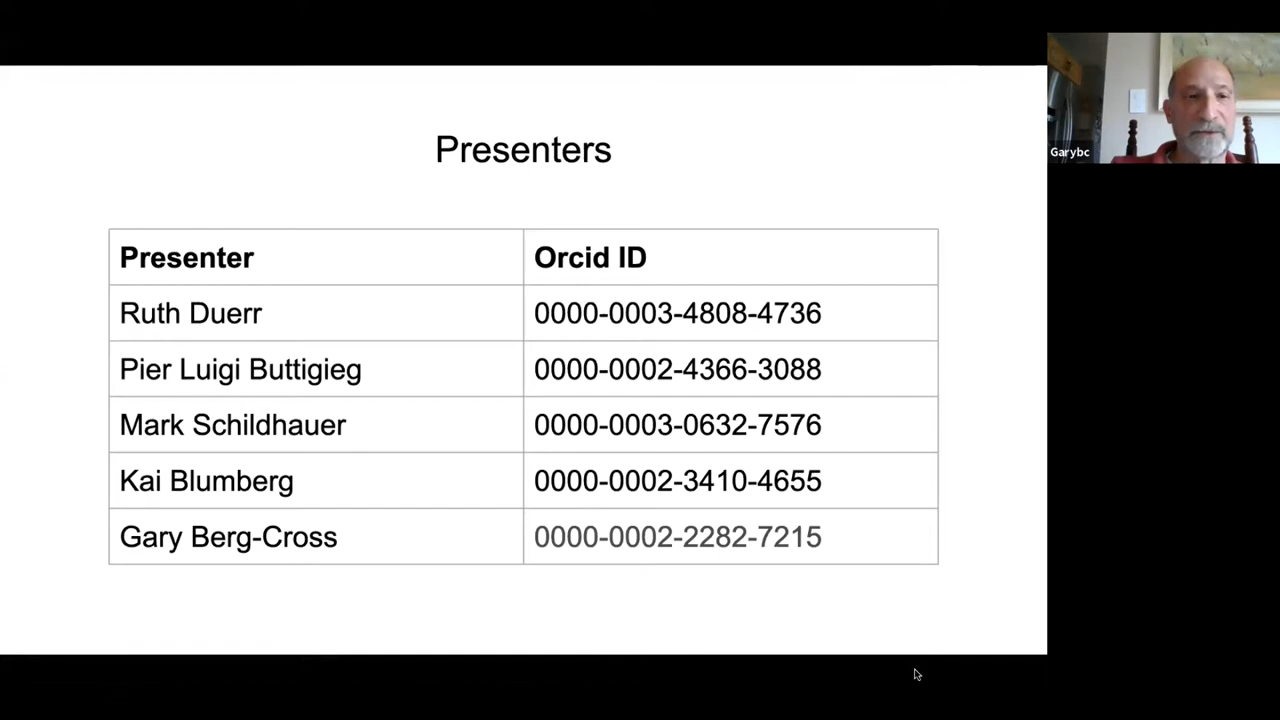 Presenters
Presenter Orcid ID
Ruth Duerr 0000-0003-4808-4736
Pier Luigi Buttigieg 0000-0002-4366-3088
Mark Schildhauer 0000-0003-0632-7576
Kai Blumberg 0000-0002-3410-4655
Gary Berg-Cross 0000-0002-2282-7215
Garybc